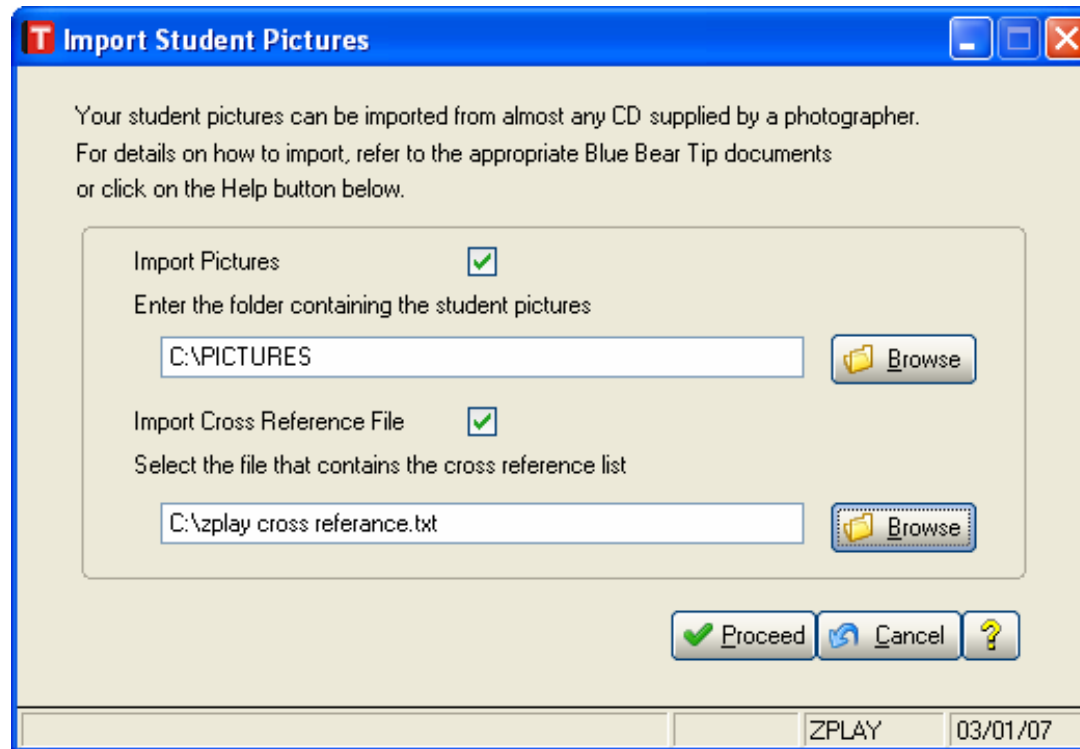 T Import Student Pictures
Your student pictures can be imported from almost any CD supplied by a photographer.
For details on how to import, refer to the appropriate Blue Bear Tip documents
or click on the Help button below.
Import Pictures
Enter the folder containing the student pictures
C:\PICTURES
Browse
Import Cross Reference File
Select the file that contains the cross reference list
C:\zplay cross referance.txt
Browse
Proceed Cancel ?
ZPLAY 03/01/07